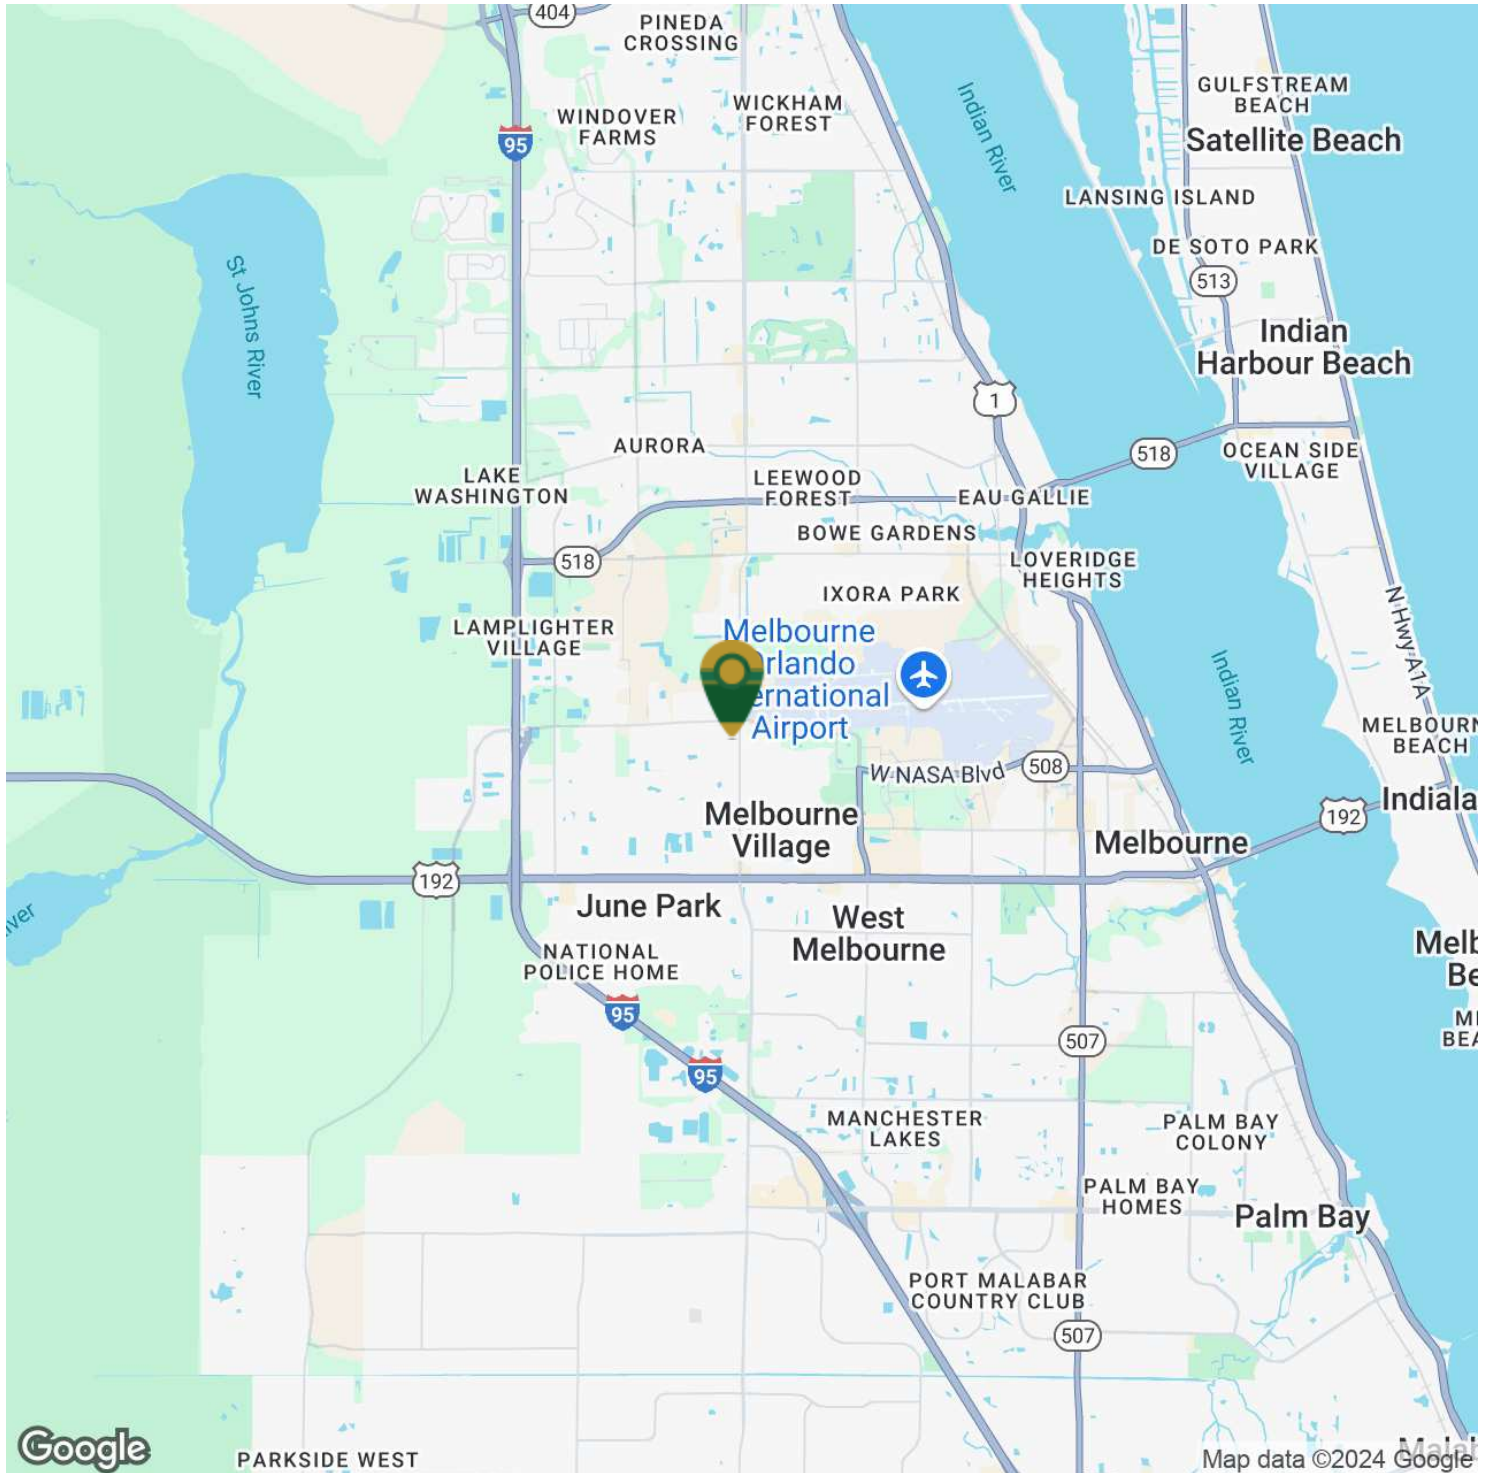 404
PINEDA
CROSSING
GULFSTREAM
BEACH
WICKHAM
FOREST
WINDOVER
FARMS
95
Indian River
Satellite Beach
LANSING ISLAND
DE SOTO PARK
513
St Johns River
Indian
Harbour Beach
1
AURORA
518
OCEAN SIDE
VILLAGE
LAKE
WASHINGTON
LEEWOOD
FOREST
EAU GALLIE
BOWE GARDENS
518
LOVERIDGE
HEIGHTS
IXORA PARK
N Hwy A1A
LAMPLIGHTER
VILLAGE
Melbourne
Orlando
International
Airport
Indian River
MELBOURN
BEACH
W NASA Blvd
508
Indiala
192
Melbourne
Village
Melbourne
192
June Park
West
Melbourne
iver
NATIONAL
POLICE HOME
Melb
Be
95
ME
BEA
507
95
MANCHESTER
LAKES
PALM BAY
COLONY
PALM BAY
HOMES
Palm Bay
PORT MALABAR
COUNTRY CLUB
507
Google
PARKSIDE WEST
Map data ©2024 Google